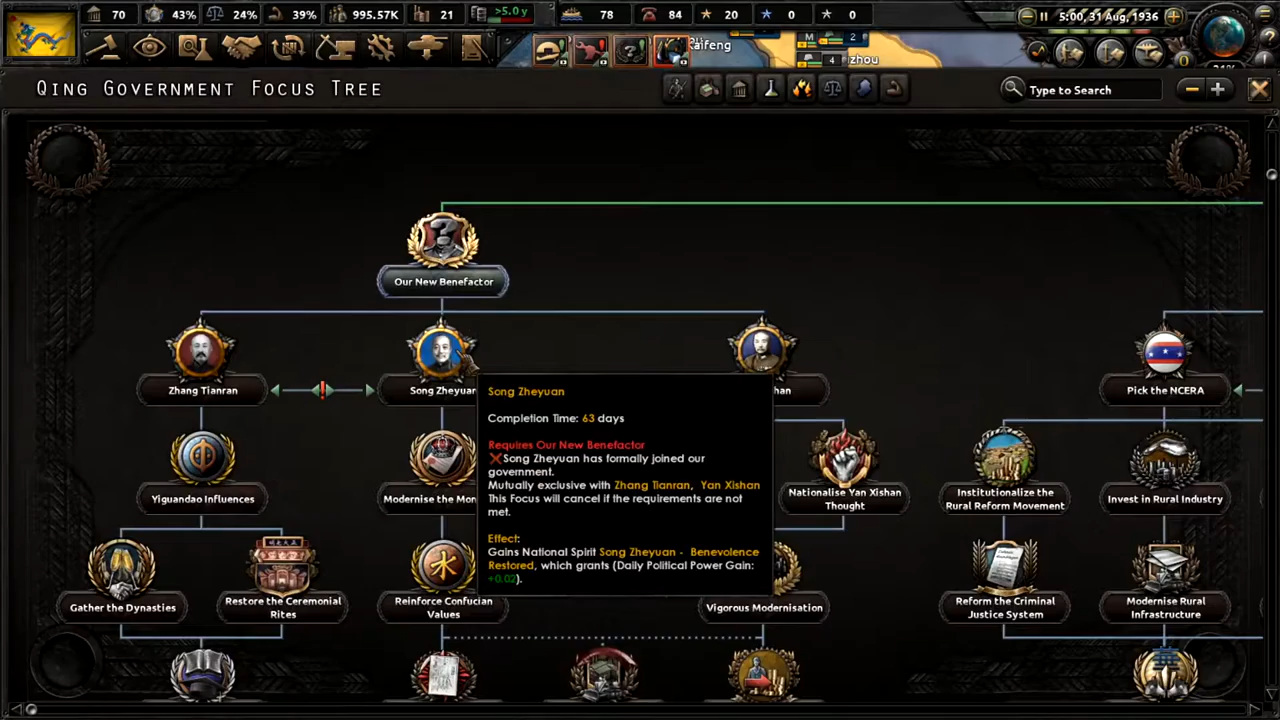 70
43%
24%
39%
995.57K
21
>5.0 y
78
84
20
0
0
5:00, 31 Aug, 1936
M
2
4
Kaifeng
zhou
0
21%
Qing Government Focus Tree
Type to Search
Our New Benefactor
Zhang Tianran
Song Zheyuan
han
Pick the NCERA
Song Zheyuan
Completion Time: 63 days
Requires Our New Benefactor
Song Zheyuan has formally joined our
government.
Mutually exclusive with Zhang Tianran, Yan Xishan
This Focus will cancel if the requirements are not
met.
Effect:
Gains National Spirit Song Zheyuan - Benevolence
Restored, which grants (Daily Political Power Gain:
+0.02).
Yiguandao Influences
Modernise the Mon
Nationalise Yan Xishan
Thought
Institutionalize the
Rural Reform Movement
Invest in Rural Industry
Gather the Dynasties
Restore the Ceremonial
Rites
Reinforce Confucian
Values
Vigorous Modernisation
Reform the Criminal
Justice System
Modernise Rural
Infrastructure